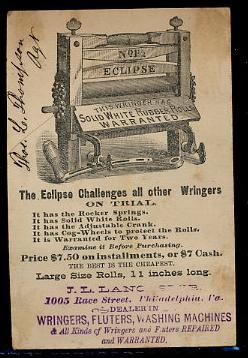 Geo. L. Thompson
Agt
No. 2
ECLIPSE
THIS WRINGER HAS
SOLID WHITE RUBBER ROLLS
WARRANTED
The Eclipse Challenges all other Wringers
ON TRIAL.
It has the Rocker Springs.
It has Solid White Rolls.
It has the Adjustable Crank.
It has Cog-Wheels to protect the Rolls.
It is Warranted for Two Years.
Examine it Before Purchasing.
Price $7.50 on installments, or $7 Cash.
THE BEST IS THE CHEAPEST.
Large Size Rolls, 11 inches long.
J. L.
1005 Race Street, Philadelphia, Pa.
DEALER IN
WRINGERS, FLUTERS, WASHING MACHINES
& All Kinds of Wringers and Fluters REPAIRED
and WARRANTED.